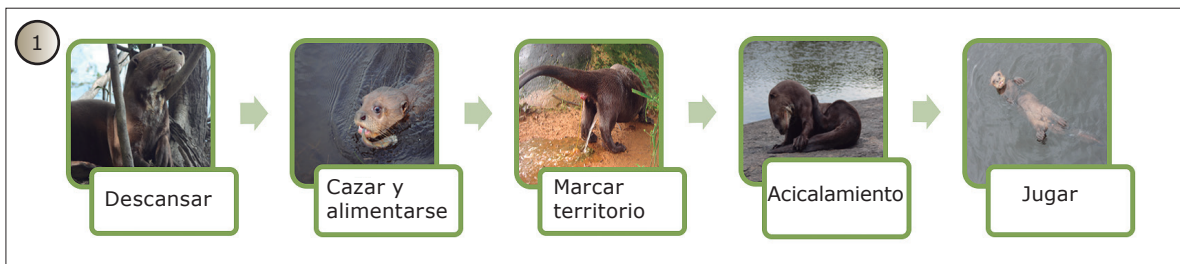 1
Descansar
Cazar y
alimentarse
Marcar
territorio
Acicalamiento
Jugar